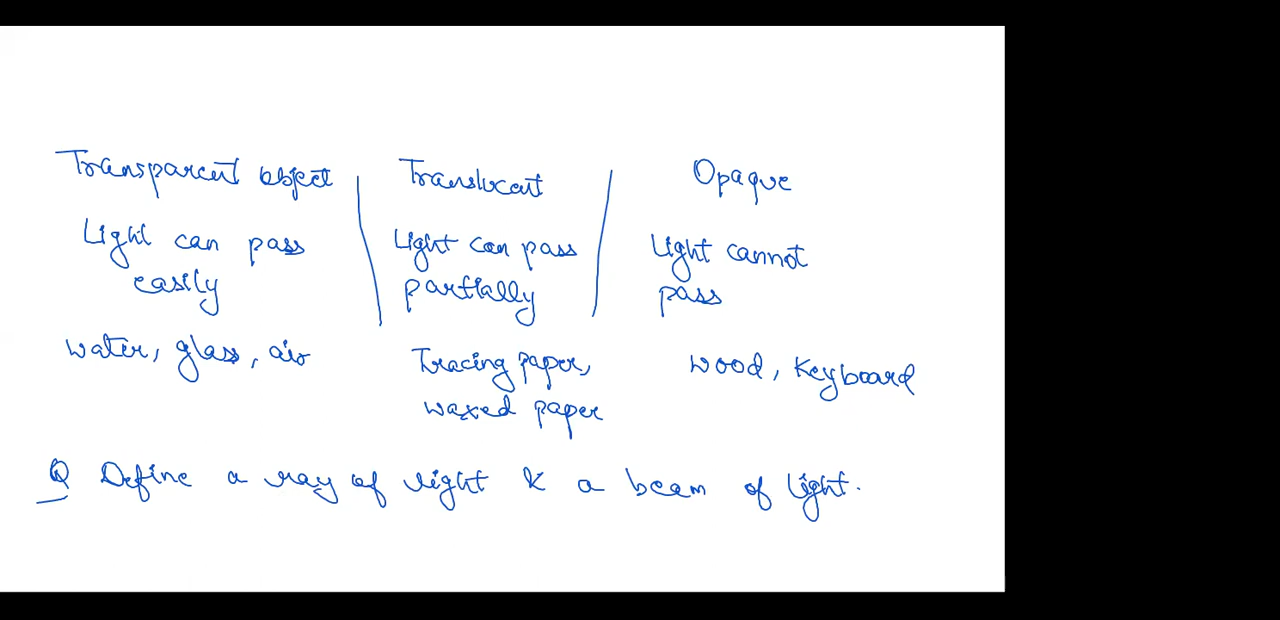 Transparent object Translucent Opaque
Light can pass Light can pass Light cannot
easily partially pass
water, glass, air Tracing paper, wood, Keyboard
waxed paper
Q Define a ray of light & a beam of light.